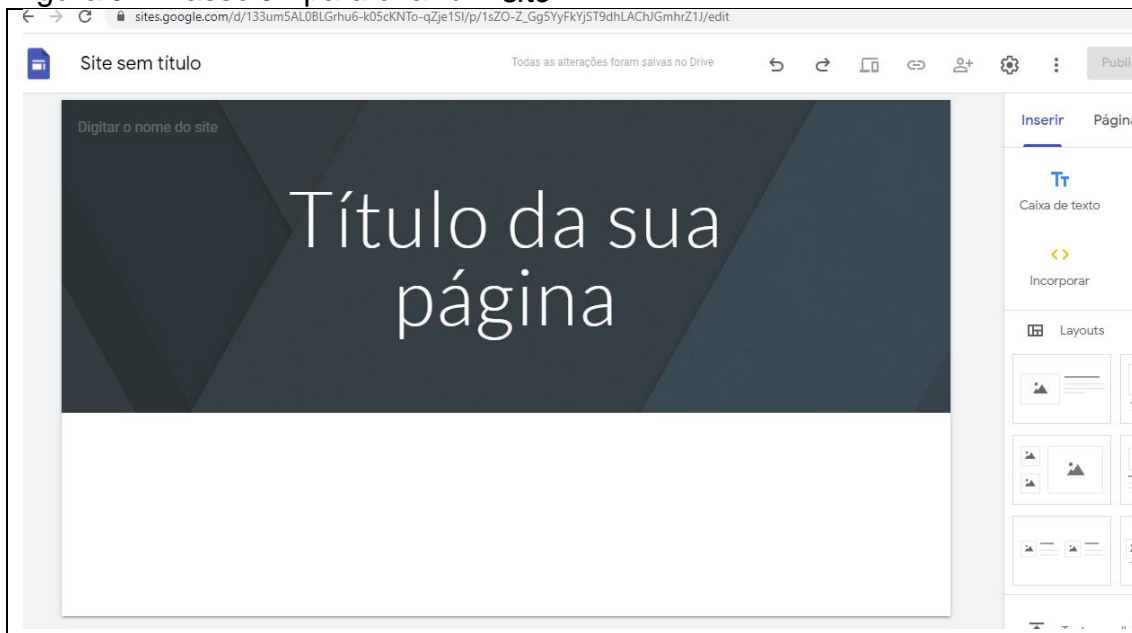 sites.google.com/d/133um5AL0BLGrhu6-k05cKNTo-qZje1SI/p/1sZO-Z_Gg5YyFkYjST9dhLAChJGmhrZ1J/edit
Site sem título
Todas as alterações foram salvas no Drive
Publi
Digitar o nome do site
Título da sua
página
Inserir Págin
Caixa de texto
Incorporar
Layouts